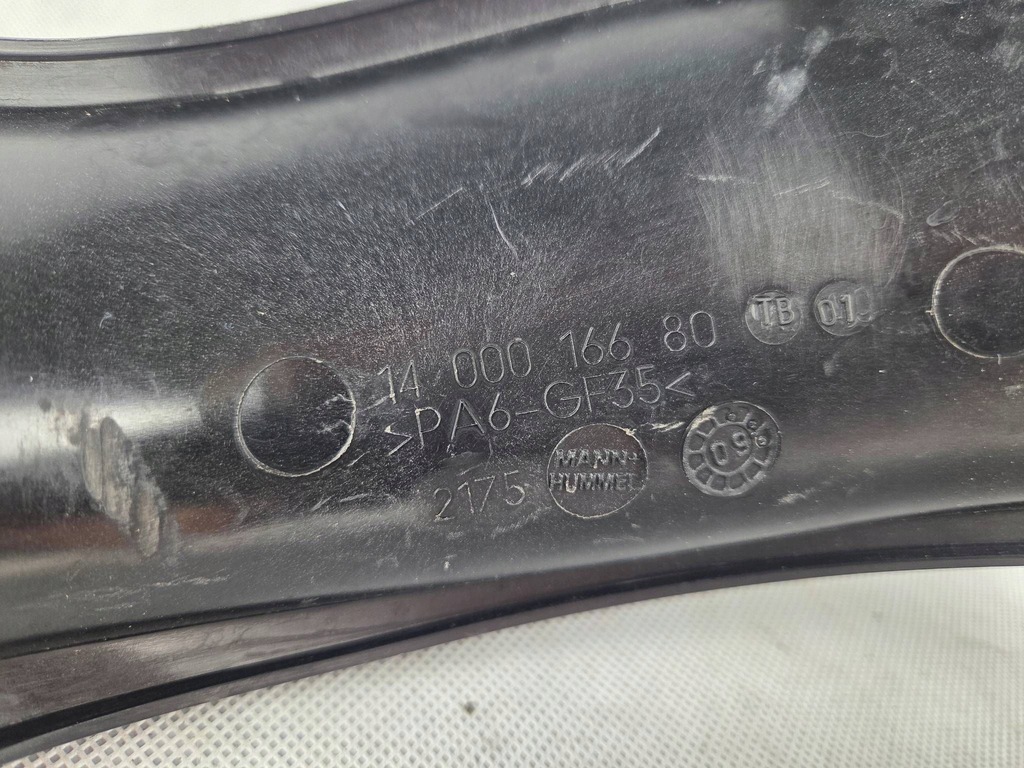 14 000 166 80
TB 01
>PA6-GF35<
2175
MANN+
HUMMEL
09